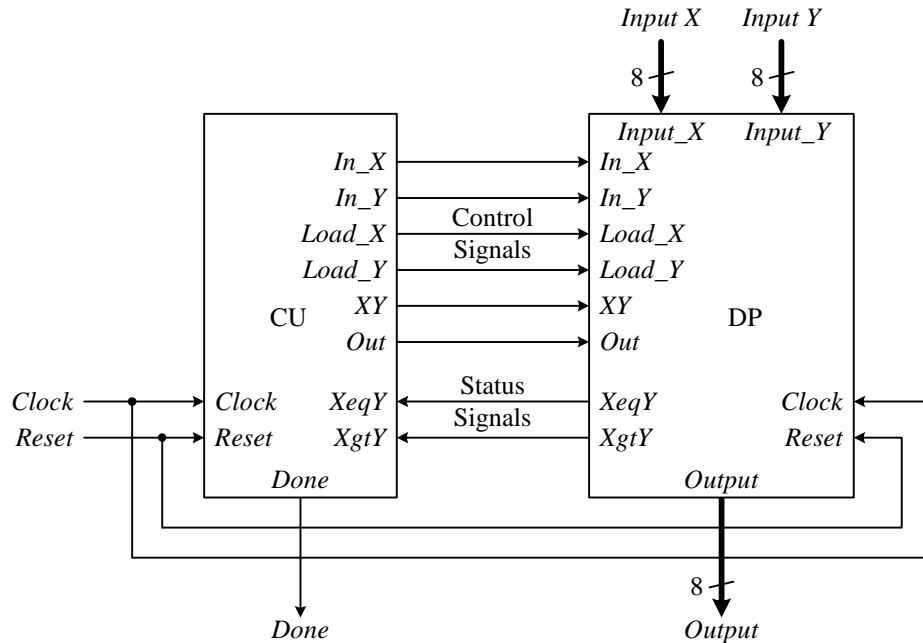 Input X
Input Y
8
8
Input_X
Input_Y
In_X
In_X
In_Y
In_Y
Control
Load_X
Load_X
Signals
Load_Y
Load_Y
XY
XY
CU
DP
Out
Out
Status
Clock
Clock
XeqY
XeqY
Clock
Signals
Reset
Reset
XgtY
XgtY
Reset
Done
Output
8
Done
Output